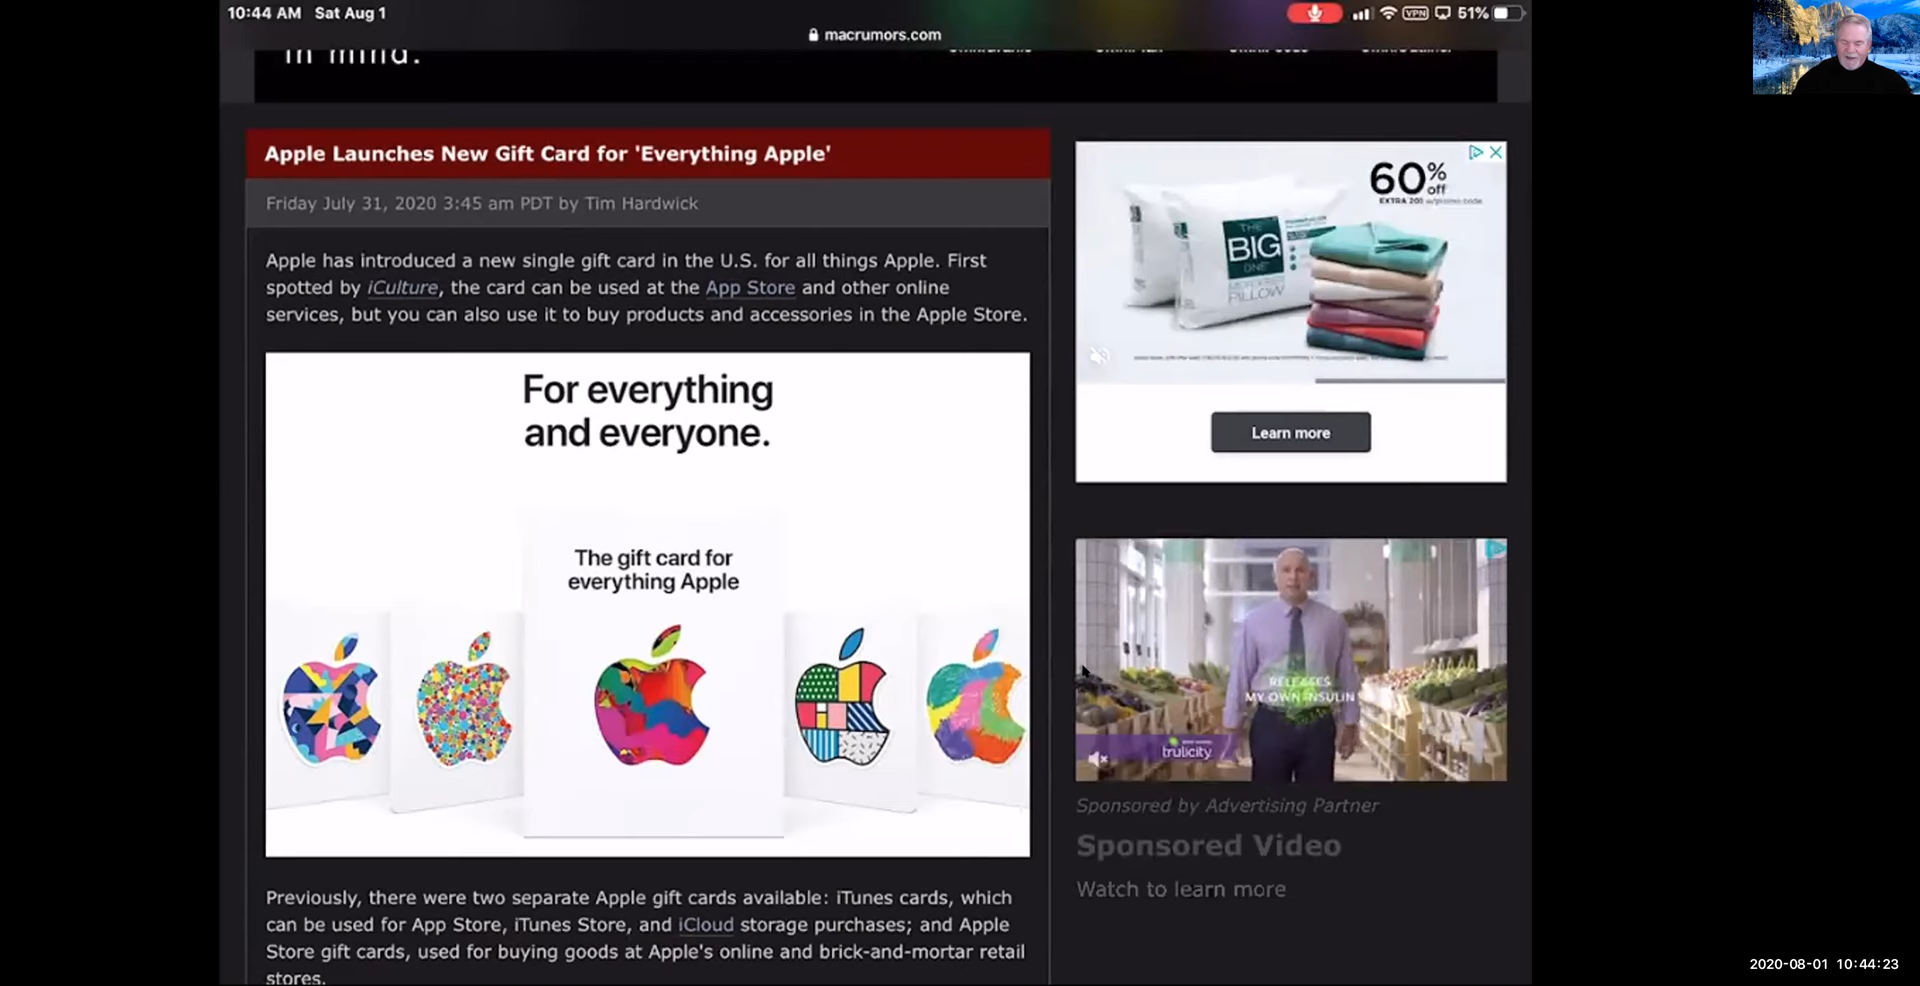 10:44 AM Sat Aug 1
VPN 51%
macrumors.com
in mind.
Apple Launches New Gift Card for 'Everything Apple'
Friday July 31, 2020 3:45 am PDT by Tim Hardwick
Apple has introduced a new single gift card in the U.S. for all things Apple. First
spotted by iCulture, the card can be used at the App Store and other online
services, but you can also use it to buy products and accessories in the Apple Store.
For everything
and everyone.
The gift card for
everything Apple
Previously, there were two separate Apple gift cards available: iTunes cards, which
can be used for App Store, iTunes Store, and iCloud storage purchases; and Apple
Store gift cards, used for buying goods at Apple's online and brick-and-mortar retail
stores.
60%
off
EXTRA 20%
THE
BIG
ONE
PILLOW
Learn more
RELEASES
MY OWN INSULIN
trulicity
Sponsored by Advertising Partner
Sponsored Video
Watch to learn more
2020-08-01 10:44:23